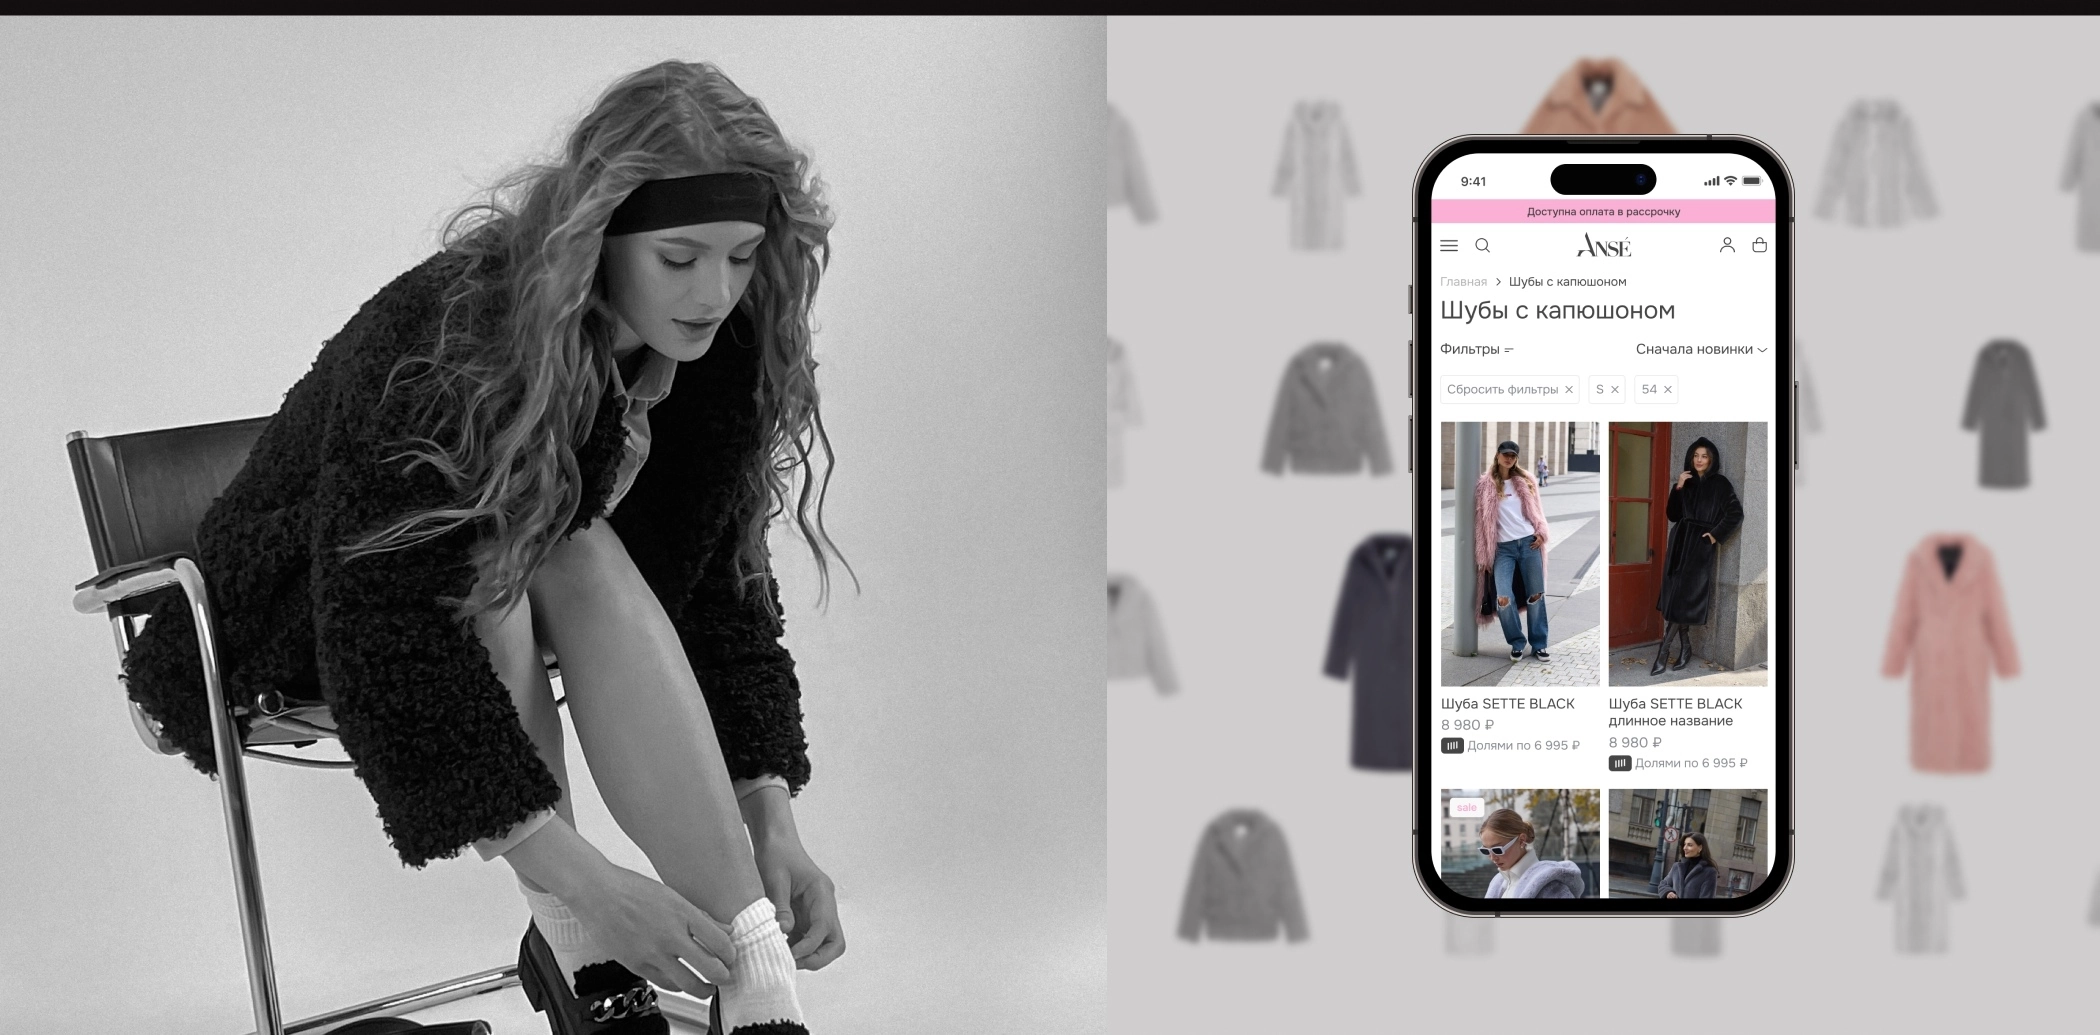 9:41
Доступна оплата в рассрочку
ANSÉ
Главная > Шубы с капюшоном
Шубы с капюшоном
Фильтры
Сначала новинки
Сбросить фильтры ×
S ×
54 ×
Шуба SETTE BLACK
8 980 ₽
Долями по 6 995 ₽
Шуба SETTE BLACK
длинное название
8 980 ₽
Долями по 6 995 ₽
sale